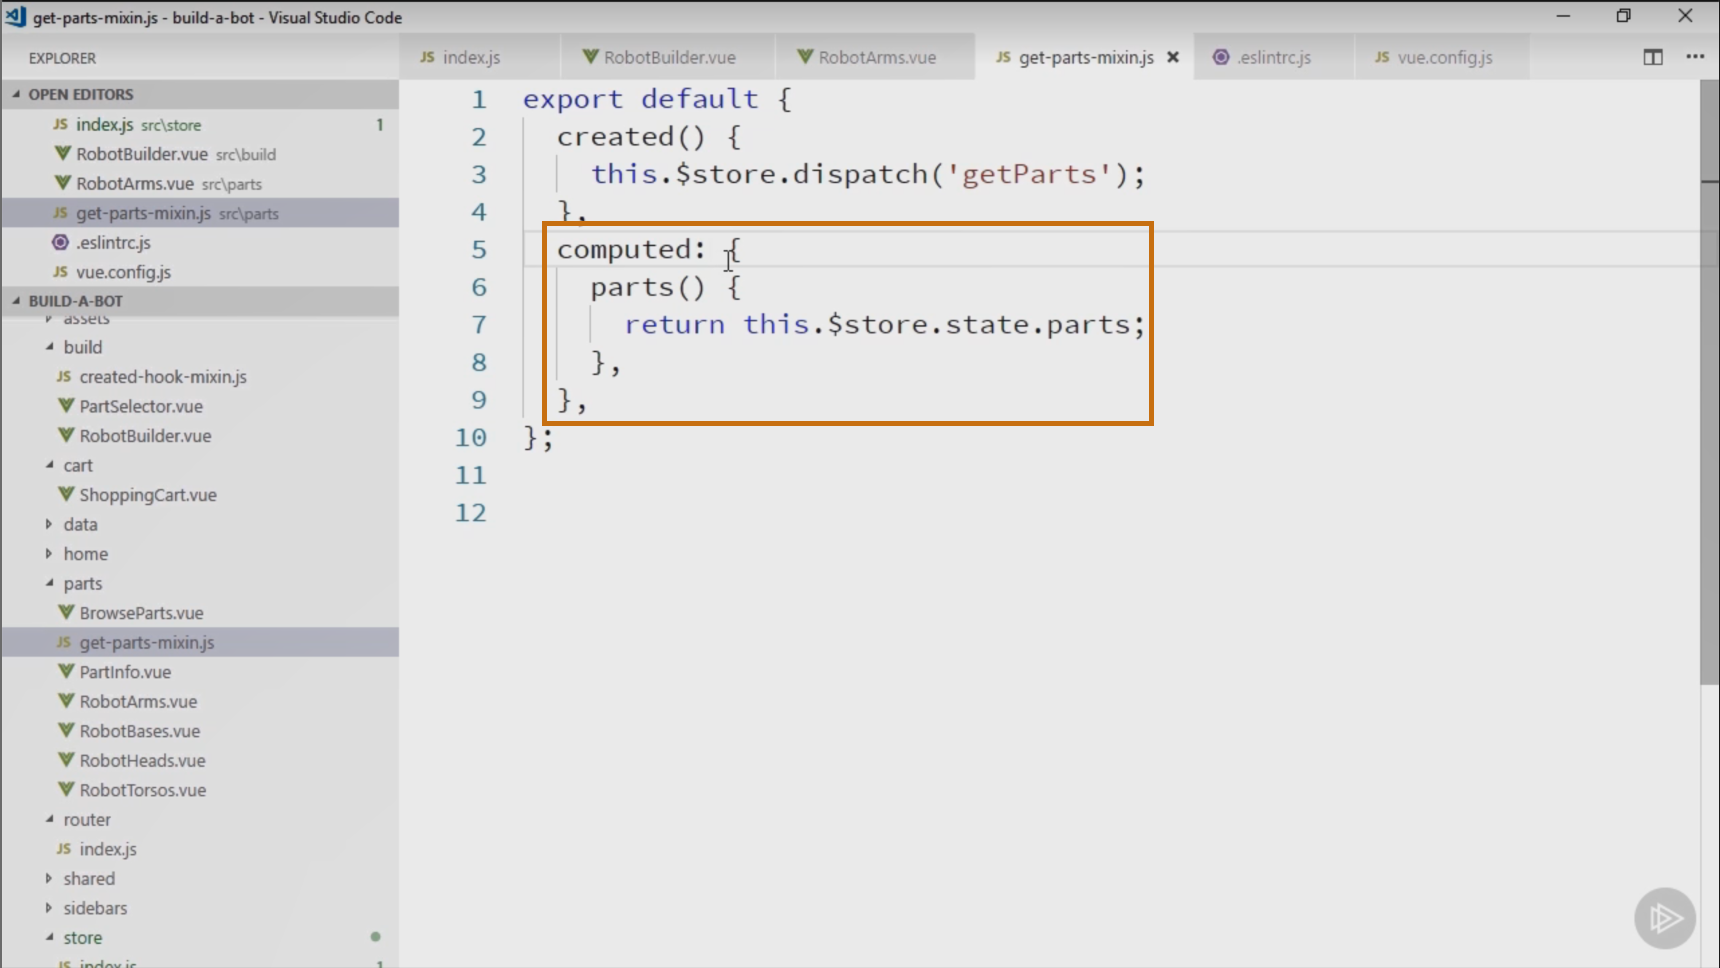 get-parts-mixin.js - build-a-bot - Visual Studio Code
EXPLORER
OPEN EDITORS
JS index.js src\store 1
RobotBuilder.vue src\build
RobotArms.vue src\parts
JS get-parts-mixin.js src\parts
.eslintrc.js
JS vue.config.js
BUILD-A-BOT
assets
build
JS created-hook-mixin.js
PartSelector.vue
RobotBuilder.vue
cart
ShoppingCart.vue
data
home
parts
BrowseParts.vue
JS get-parts-mixin.js
PartInfo.vue
RobotArms.vue
RobotBases.vue
RobotHeads.vue
RobotTorsos.vue
router
JS index.js
shared
sidebars
store
JS index.js 1
JS index.js RobotBuilder.vue RobotArms.vue JS get-parts-mixin.js .eslintrc.js JS vue.config.js
1 export default {
2 created() {
3 this.$store.dispatch('getParts');
4 },
5 computed: {
6 parts() {
7 return this.$store.state.parts;
8 },
9 },
10 };
11
12